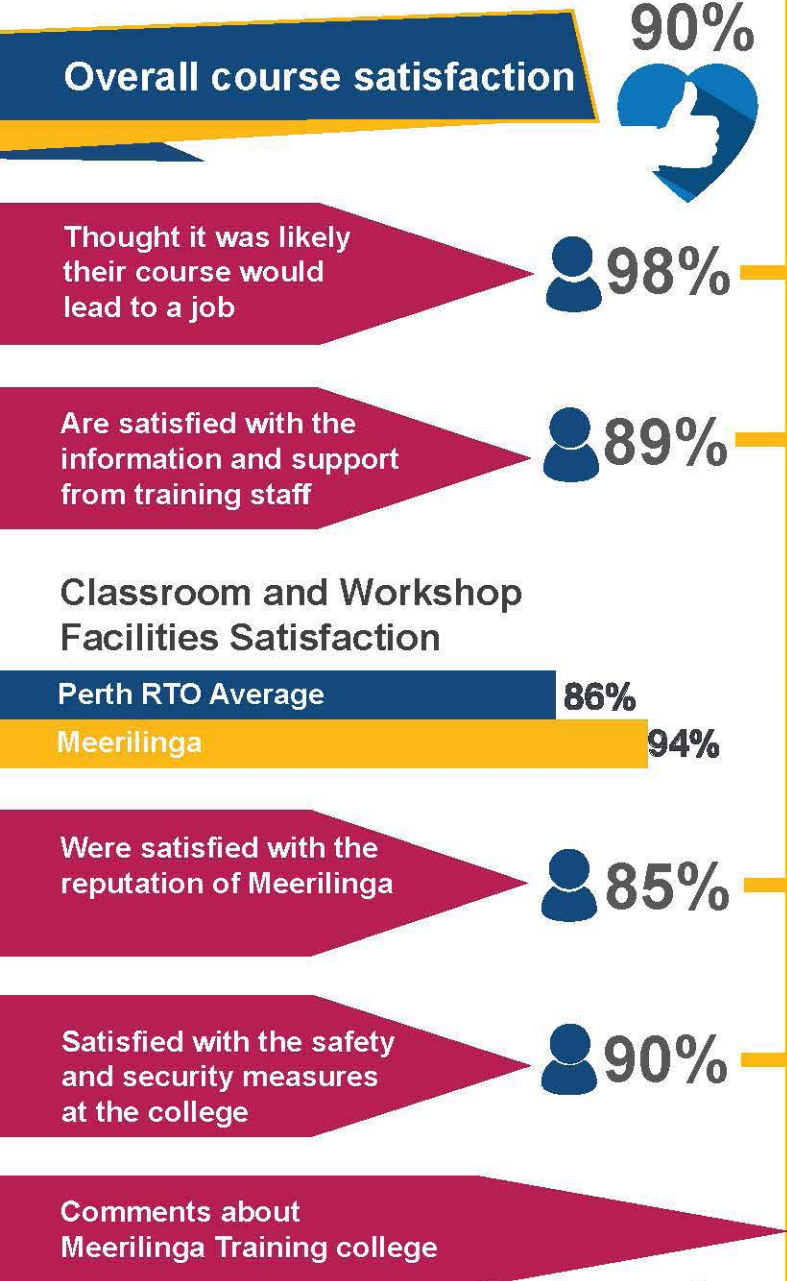 90%
Overall course satisfaction
Thought it was likely
their course would
lead to a job
98%
Are satisfied with the
information and support
from training staff
89%
Classroom and Workshop
Facilities Satisfaction
Perth RTO Average
86%
Meerilinga
94%
Were satisfied with the
reputation of Meerilinga
85%
Satisfied with the safety
and security measures
at the college
90%
Comments about
Meerilinga Training college